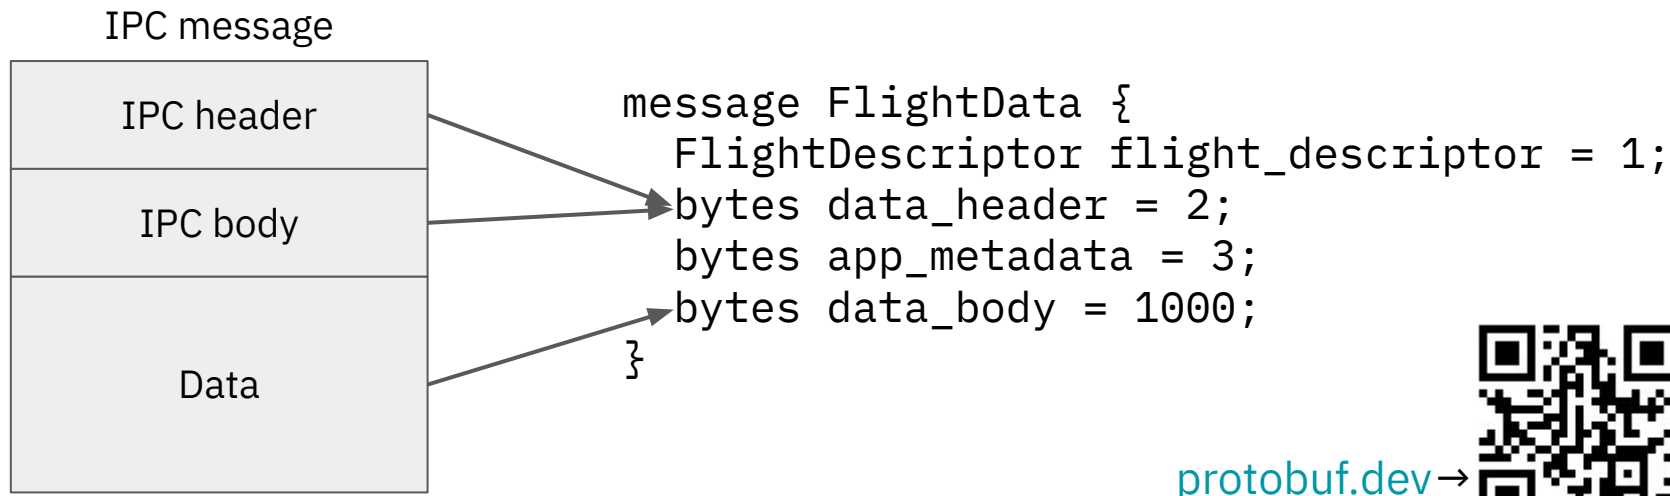 IPC message
IPC header
IPC body
Data
message FlightData {
  FlightDescriptor flight_descriptor = 1;
  bytes data_header = 2;
  bytes app_metadata = 3;
  bytes data_body = 1000;
}
protobuf.dev→